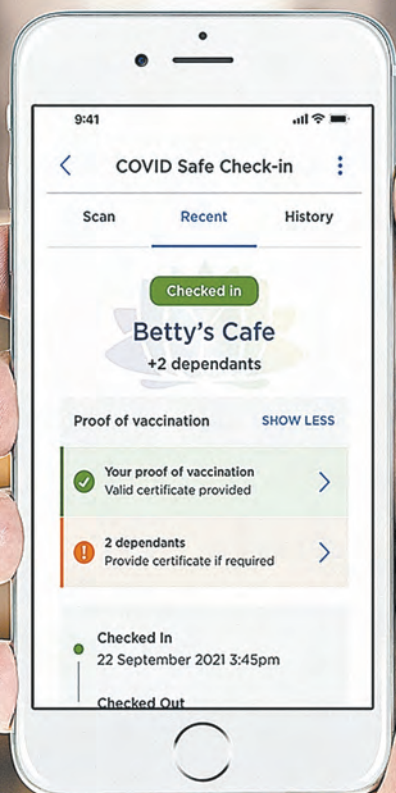 9:41
COVID Safe Check-in
Scan Recent History
Checked in
Betty's Cafe
+2 dependants
Proof of vaccination SHOW LESS
Your proof of vaccination
Valid certificate provided
2 dependants
Provide certificate if required
Checked In
22 September 2021 3:45pm
Checked Out